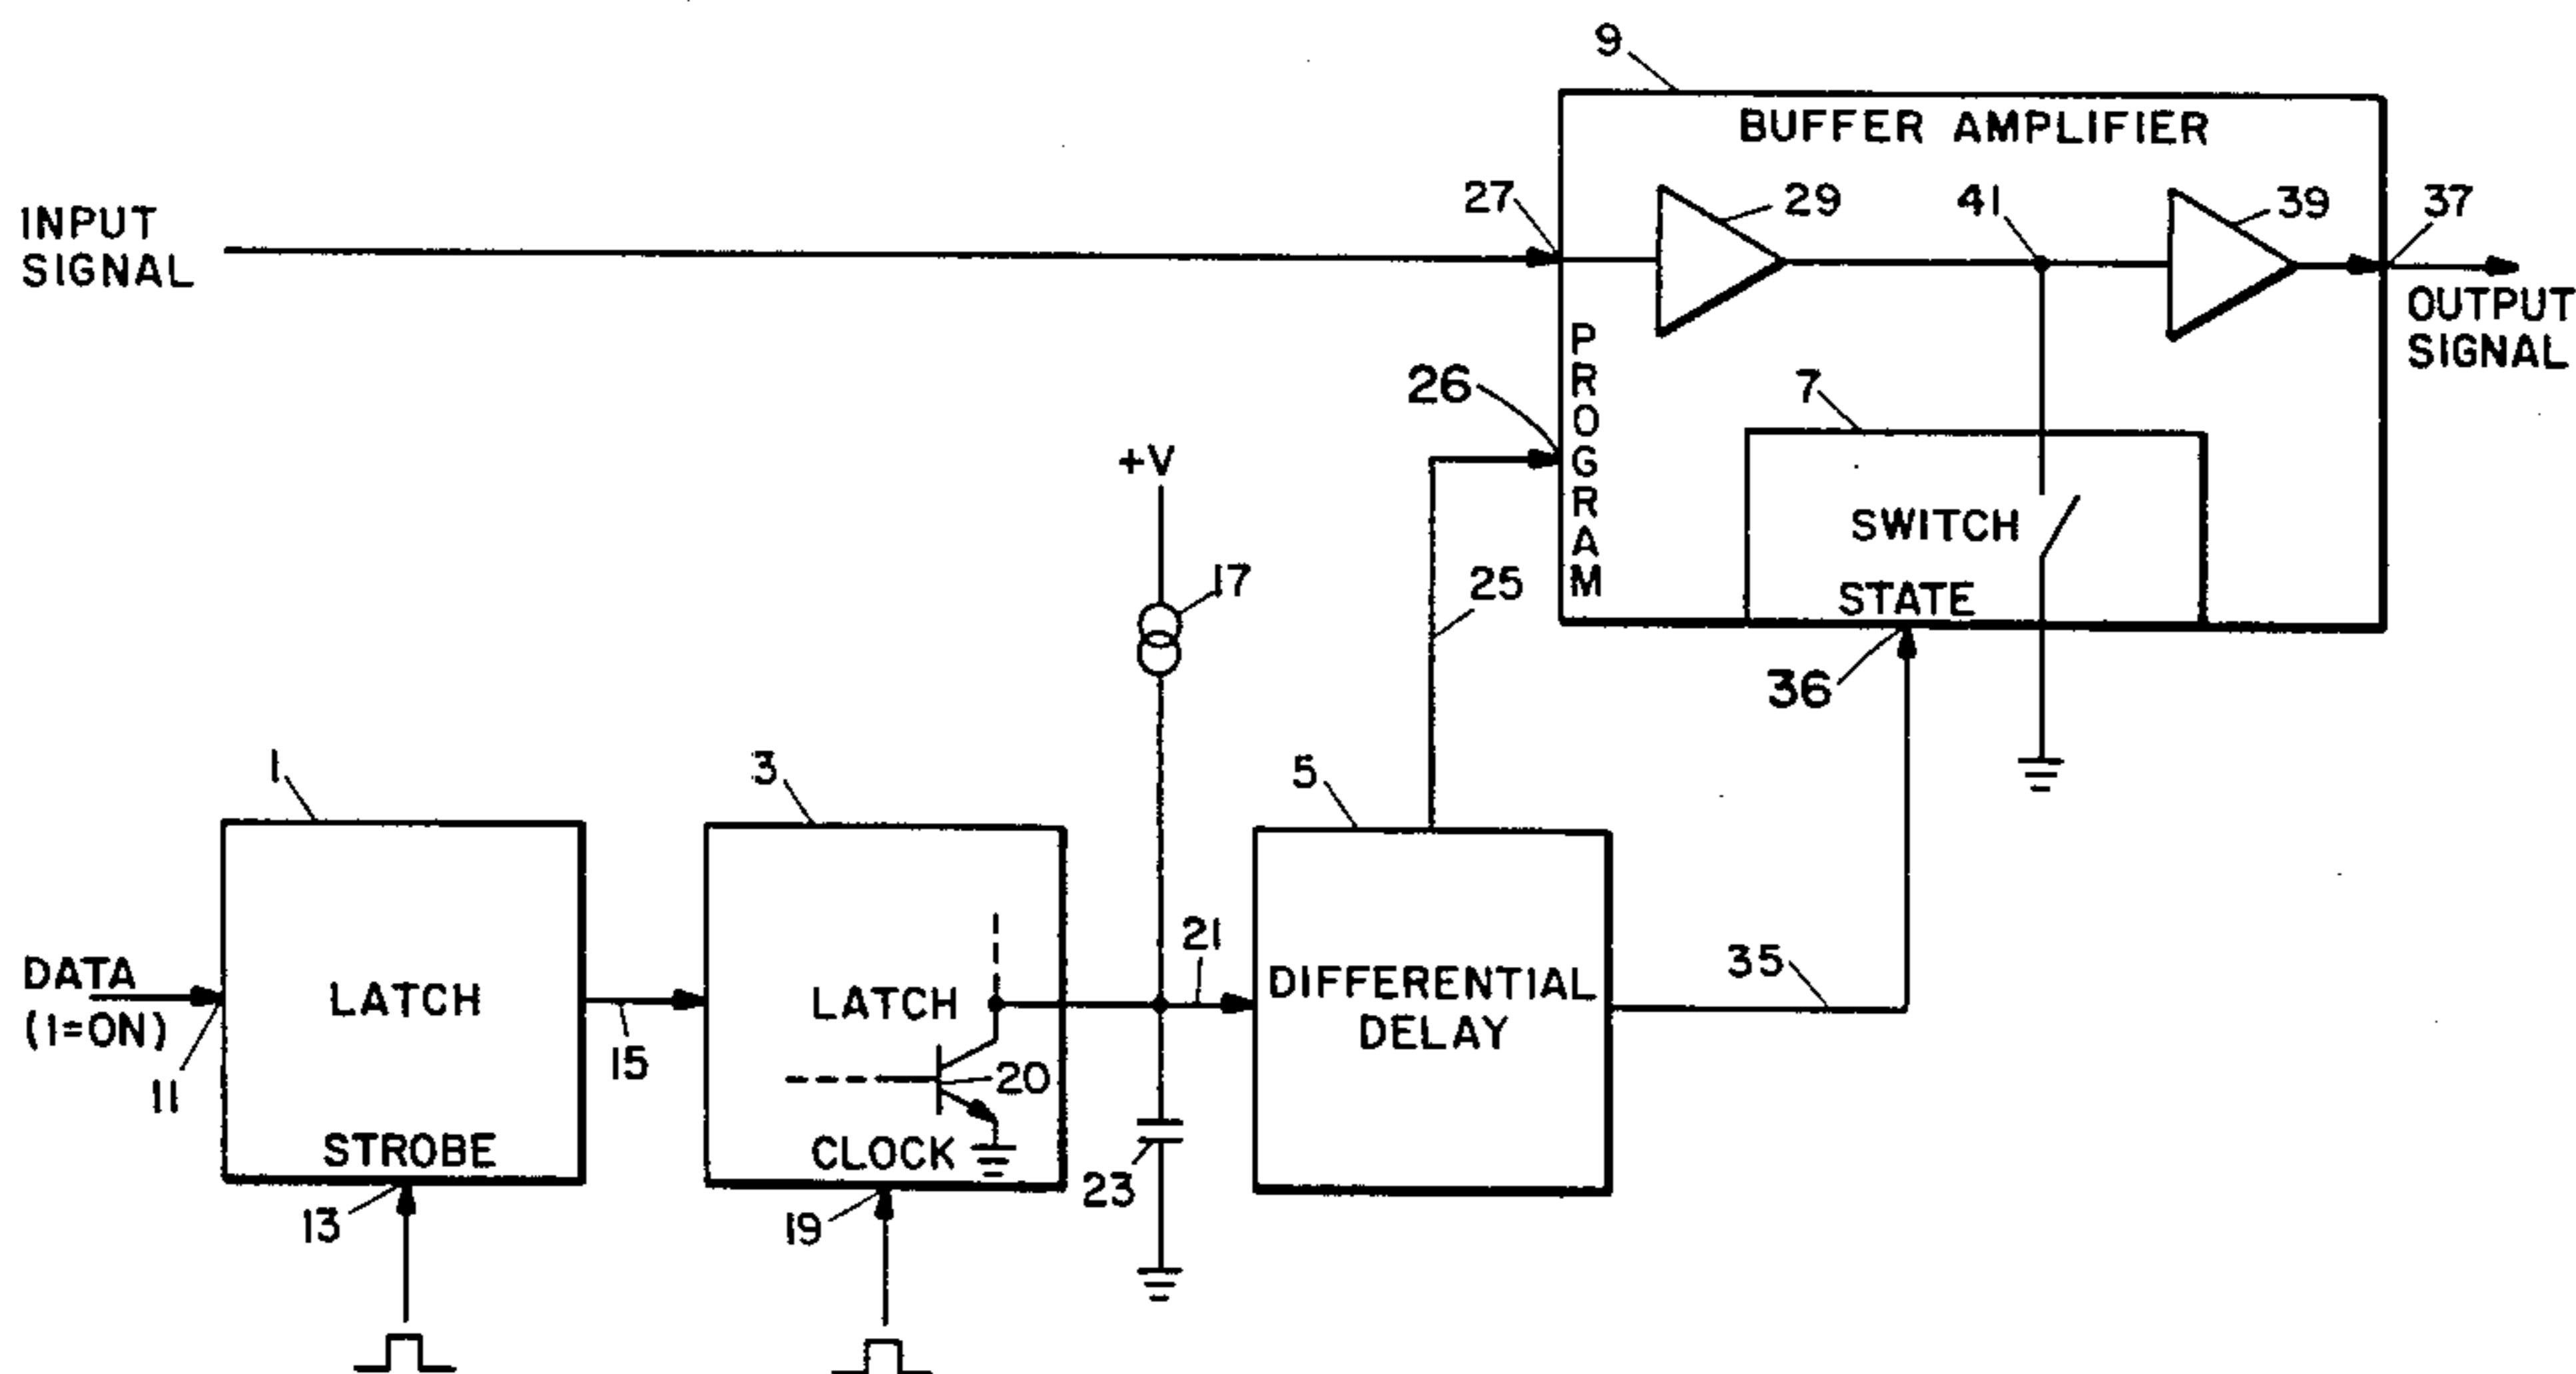 9
BUFFER AMPLIFIER
INPUT
SIGNAL
27
29
41
39
37
OUTPUT
SIGNAL
PROGRAM
26
7
+V
SWITCH
17
25
STATE
36
1
3
5
21
DATA
(1=ON)
LATCH
LATCH
DIFFERENTIAL
DELAY
35
11
15
20
STROBE
CLOCK
23
13
19